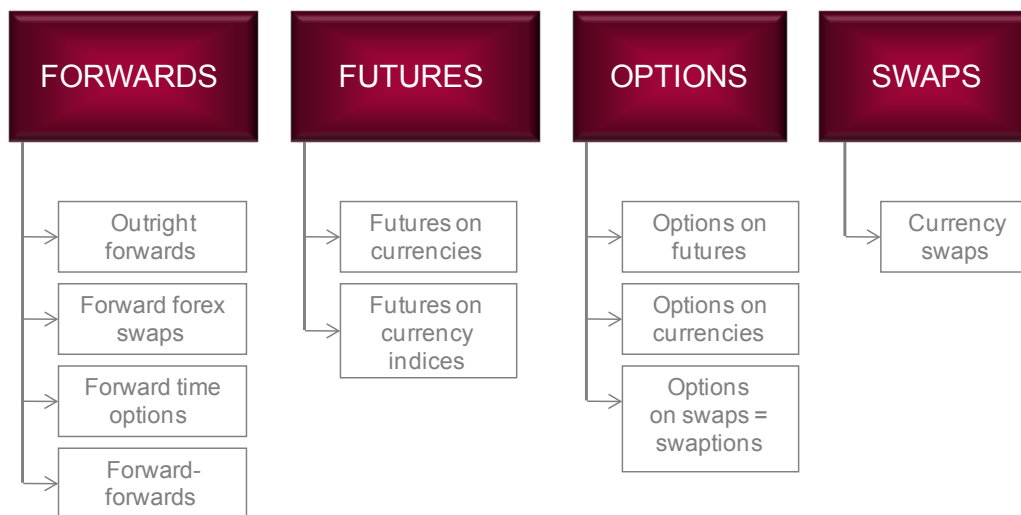 FORWARDS
FUTURES
OPTIONS
SWAPS
Outright
forwards
Forward forex
swaps
Forward time
options
Forward-
forwards
Futures on
currencies
Futures on
currency
indices
Options on
futures
Options on
currencies
Options
on swaps =
swaptions
Currency
swaps